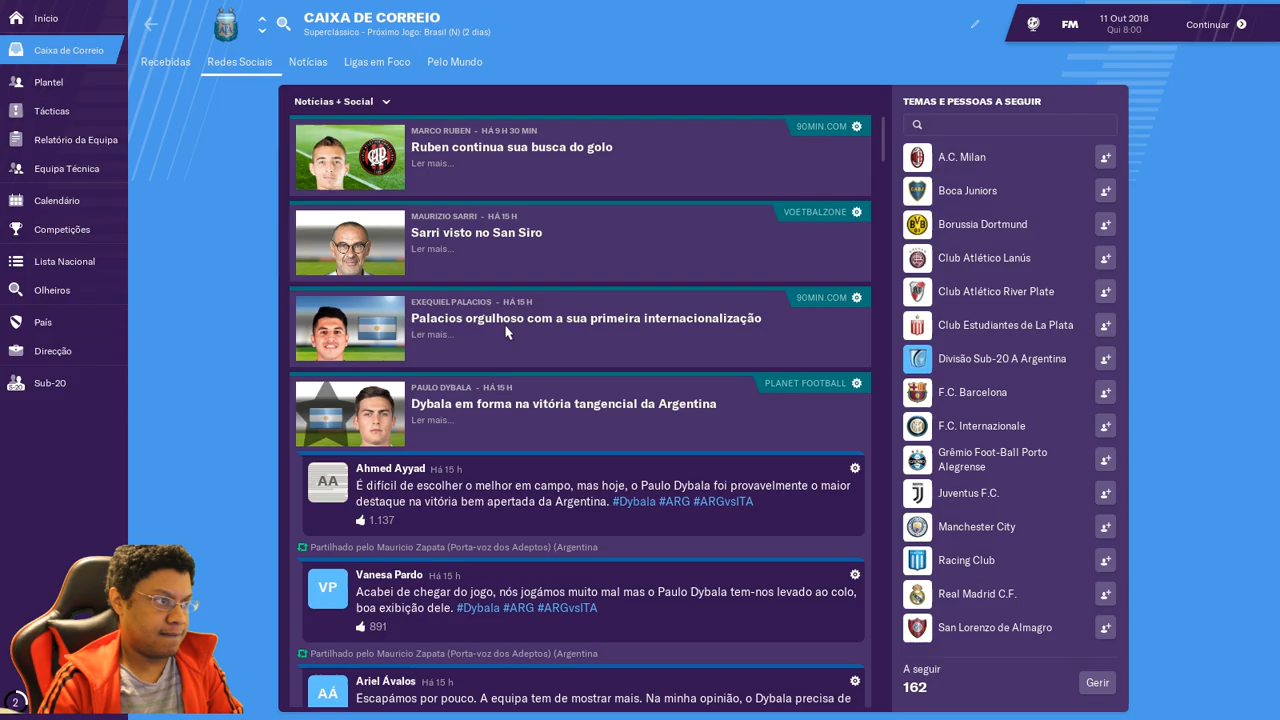 Início
Caixa de Correio
Plantel
Tácticas
Relatório da Equipa
Equipa Técnica
Calendário
Competições
Lista Nacional
Olheiros
País
Direcção
Sub-20
S-20
2
AFA
CAIXA DE CORREIO
Superclássico - Próximo Jogo: Brasil (N) (2 dias)
FM
11 Out 2018
Qui 8:00
Continuar
Recebidas
Redes Sociais
Notícias
Ligas em Foco
Pelo Mundo
Notícias + Social
MARCO RUBEN - HÁ 9 H 30 MIN
90MIN.COM
Ruben continua sua busca do golo
Ler mais...
MAURIZIO SARRI - HÁ 15 H
VOETBALZONE
Sarri visto no San Siro
Ler mais...
EXEQUIEL PALACIOS - HÁ 15 H
90MIN.COM
Palacios orgulhoso com a sua primeira internacionalização
Ler mais...
PAULO DYBALA - HÁ 15 H
PLANET FOOTBALL
Dybala em forma na vitória tangencial da Argentina
Ler mais...
AA
Ahmed Ayyad Há 15 h
É difícil de escolher o melhor em campo, mas hoje, o Paulo Dybala foi provavelmente o maior
destaque na vitória bem apertada da Argentina. #Dybala #ARG #ARGvsITA
1.137
Partilhado pelo Mauricio Zapata (Porta-voz dos Adeptos) (Argentina
VP
Vanesa Pardo Há 15 h
Acabei de chegar do jogo, nós jogámos muito mal mas o Paulo Dybala tem-nos levado ao colo,
boa exibição dele. #Dybala #ARG #ARGvsITA
891
Partilhado pelo Mauricio Zapata (Porta-voz dos Adeptos) (Argentina
AÁ
Ariel Ávalos Há 15 h
Escapámos por pouco. A equipa tem de mostrar mais. Na minha opinião, o Dybala precisa de
TEMAS E PESSOAS A SEGUIR
A.C. Milan
Boca Juniors
Borussia Dortmund
Club Atlético Lanús
Club Atlético River Plate
Club Estudiantes de La Plata
Divisão Sub-20 A Argentina
F.C. Barcelona
F.C. Internazionale
Grêmio Foot-Ball Porto
Alegrense
Juventus F.C.
Manchester City
Racing Club
Real Madrid C.F.
San Lorenzo de Almagro
A seguir
162
Gerir